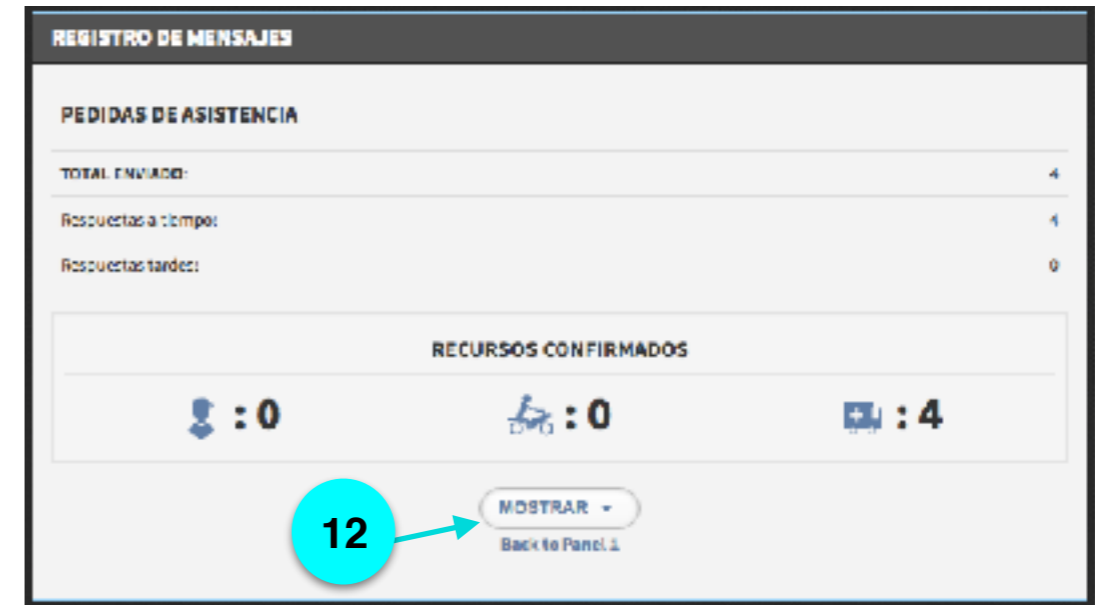 REGISTRO DE MENSAJES
PEDIDAS DE ASISTENCIA
TOTAL ENVIADO: 4
Respuestas a tiempo: 4
Respuestas tardes: 0
RECURSOS CONFIRMADOS
: 0 : 0 : 4
MOSTRAR
12
Back to Panel 1